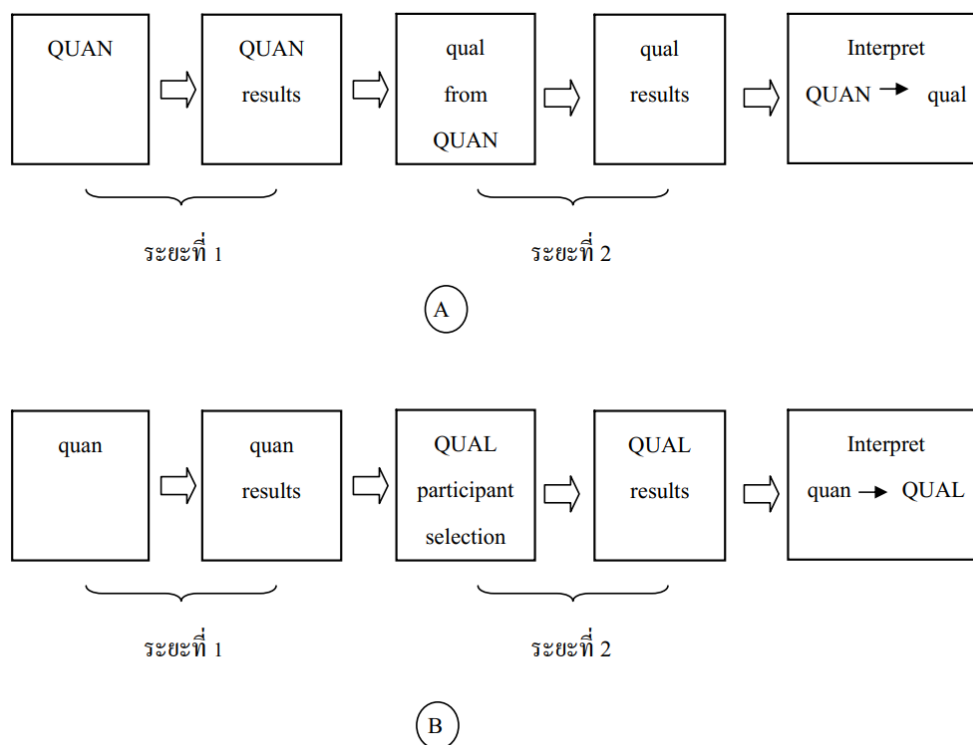 QUAN
QUAN
results
qual
from
QUAN
qual
results
Interpret
QUAN qual
ระยะที่ 1
ระยะที่ 2
A
quan
quan
results
QUAL
participant
selection
QUAL
results
Interpret
quan QUAL
ระยะที่ 1
ระยะที่ 2
B